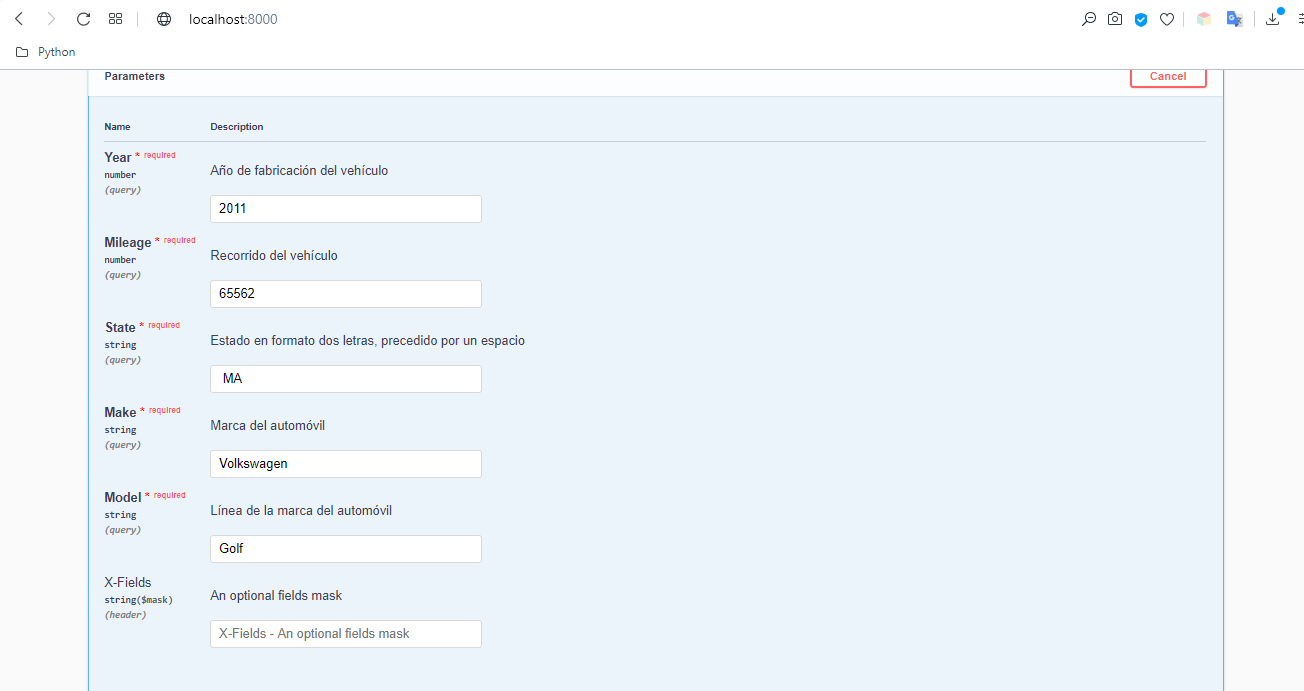 localhost:8000
Python
Parameters
Cancel
Name Description
Year * required
number
(query)
Año de fabricación del vehículo
2011
Mileage * required
number
(query)
Recorrido del vehículo
65562
State * required
string
(query)
Estado en formato dos letras, precedido por un espacio
MA
Make * required
string
(query)
Marca del automóvil
Volkswagen
Model * required
string
(query)
Línea de la marca del automóvil
Golf
X-Fields
string($mask)
(header)
An optional fields mask
X-Fields - An optional fields mask